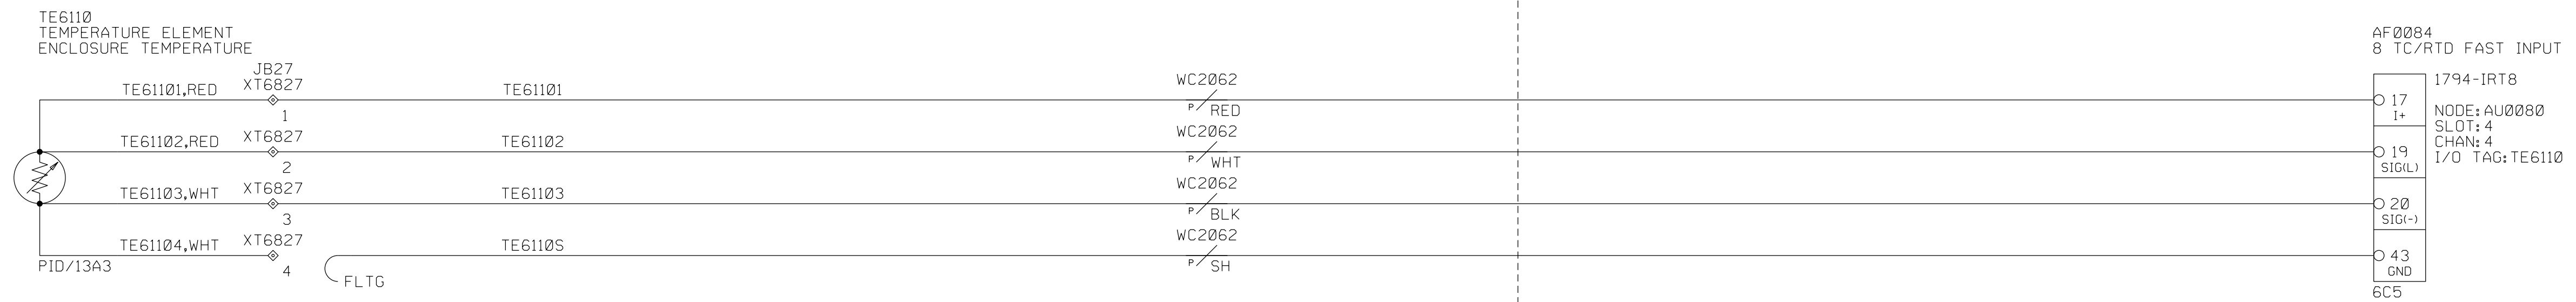 TE6110
TEMPERATURE ELEMENT
ENCLOSURE TEMPERATURE
AF0084
8 TC/RTD FAST INPUT
JB27
TE61101,RED
XT6827
1
TE61101
WC2062
P
RED
17
I+
1794-IRT8
TE61102,RED
XT6827
2
TE61102
WC2062
P
WHT
19
SIG(L)
NODE:AU0080
SLOT:4
CHAN:4
I/O TAG:TE6110
TE61103,WHT
XT6827
3
TE61103
WC2062
P
BLK
20
SIG(-)
TE61104,WHT
XT6827
4
TE6110S
WC2062
P
SH
43
GND
PID/13A3
FLTG
6C5